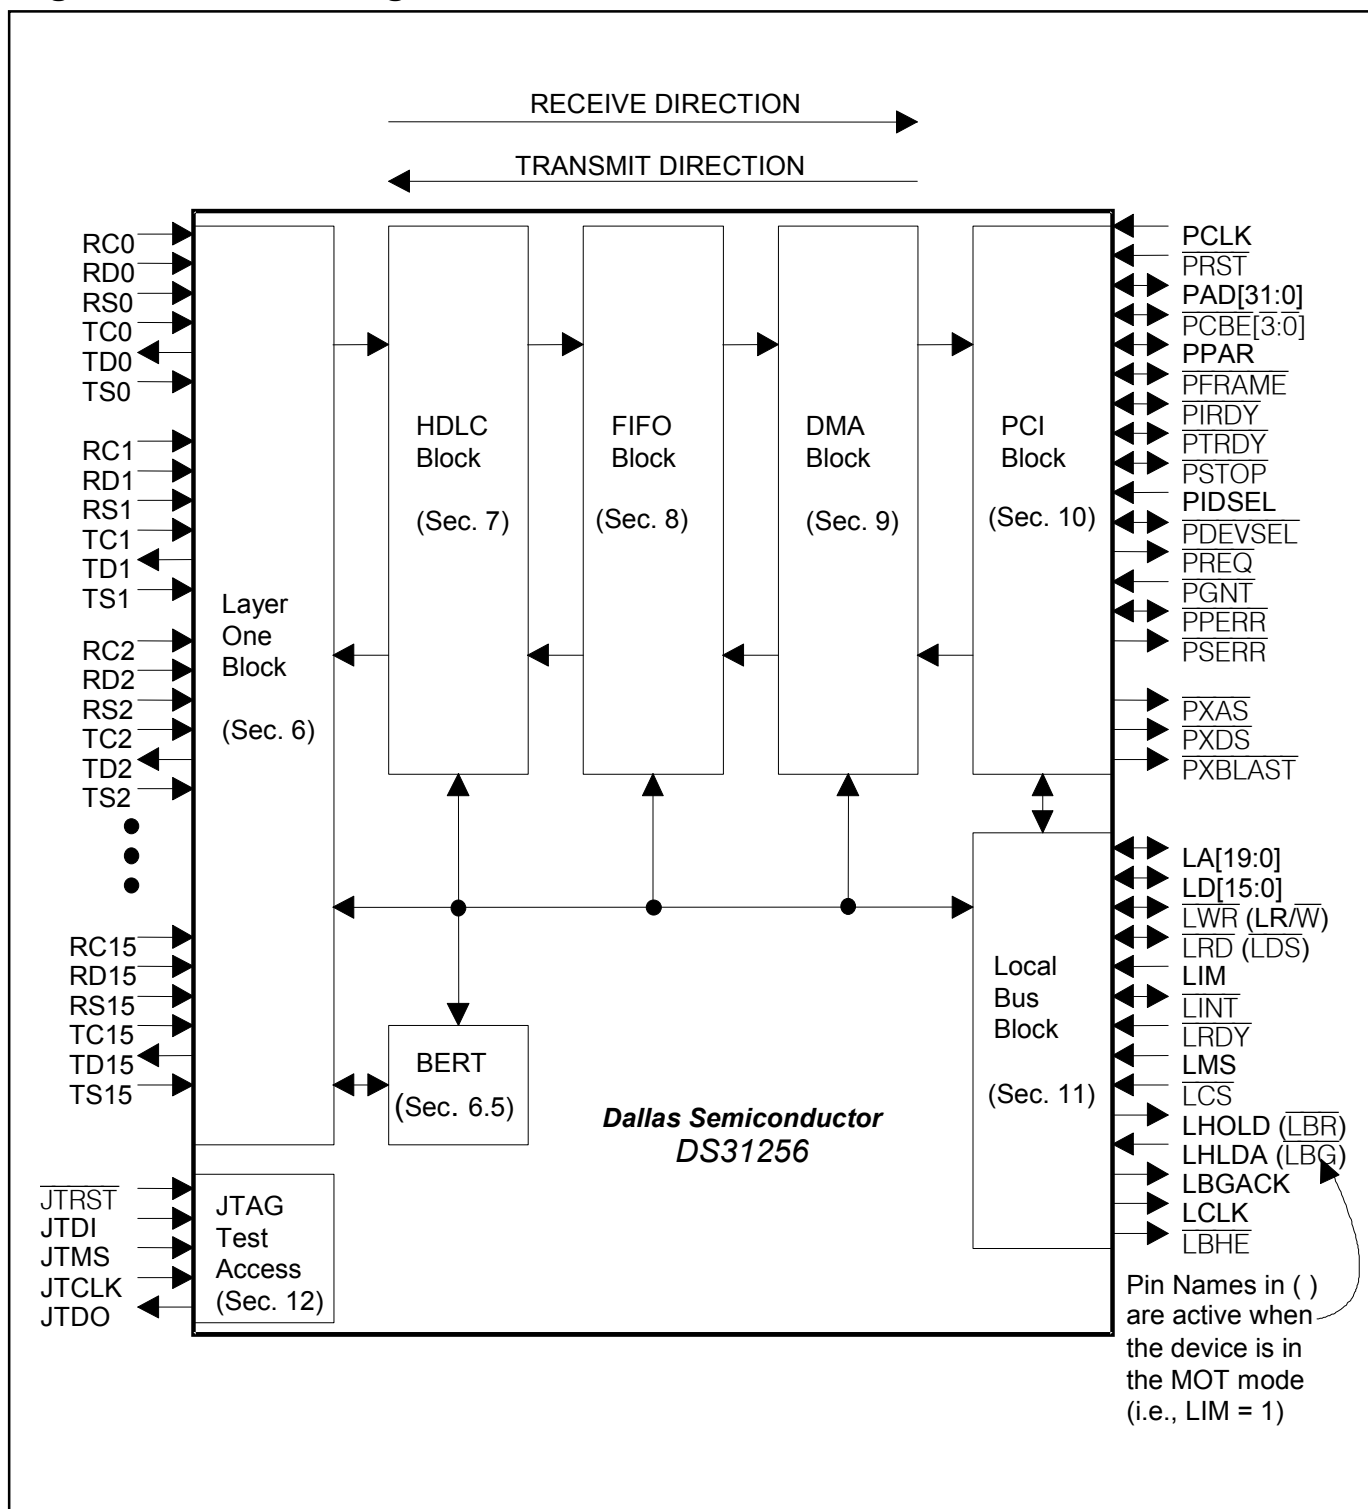 RECEIVE DIRECTION
TRANSMIT DIRECTION
RC0
RD0
RS0
TC0
TD0
TS0
RC1
RD1
RS1
TC1
TD1
TS1
RC2
RD2
RS2
TC2
TD2
TS2
RC15
RD15
RS15
TC15
TD15
TS15
JTRST
JTDI
JTMS
JTCLK
JTDO
Layer
One
Block
(Sec. 6)
HDLC
Block
(Sec. 7)
FIFO
Block
(Sec. 8)
DMA
Block
(Sec. 9)
PCI
Block
(Sec. 10)
BERT
(Sec. 6.5)
Local
Bus
Block
(Sec. 11)
JTAG
Test
Access
(Sec. 12)
Dallas Semiconductor
DS31256
PCLK
PRST
PAD[31:0]
PCBE[3:0]
PPAR
PFRAME
PIRDY
PTRDY
PSTOP
PIDSEL
PDEVSEL
PREQ
PGNT
PPERR
PSERR
PXAS
PXDS
PXBLAST
LA[19:0]
LD[15:0]
LWR (LR/W)
LRD (LDS)
LIM
LINT
LRDY
LMS
LCS
LHOLD (LBR)
LHLDA (LBG)
LBGACK
LCLK
LBHE
Pin Names in ( )
are active when
the device is in
the MOT mode
(i.e., LIM = 1)